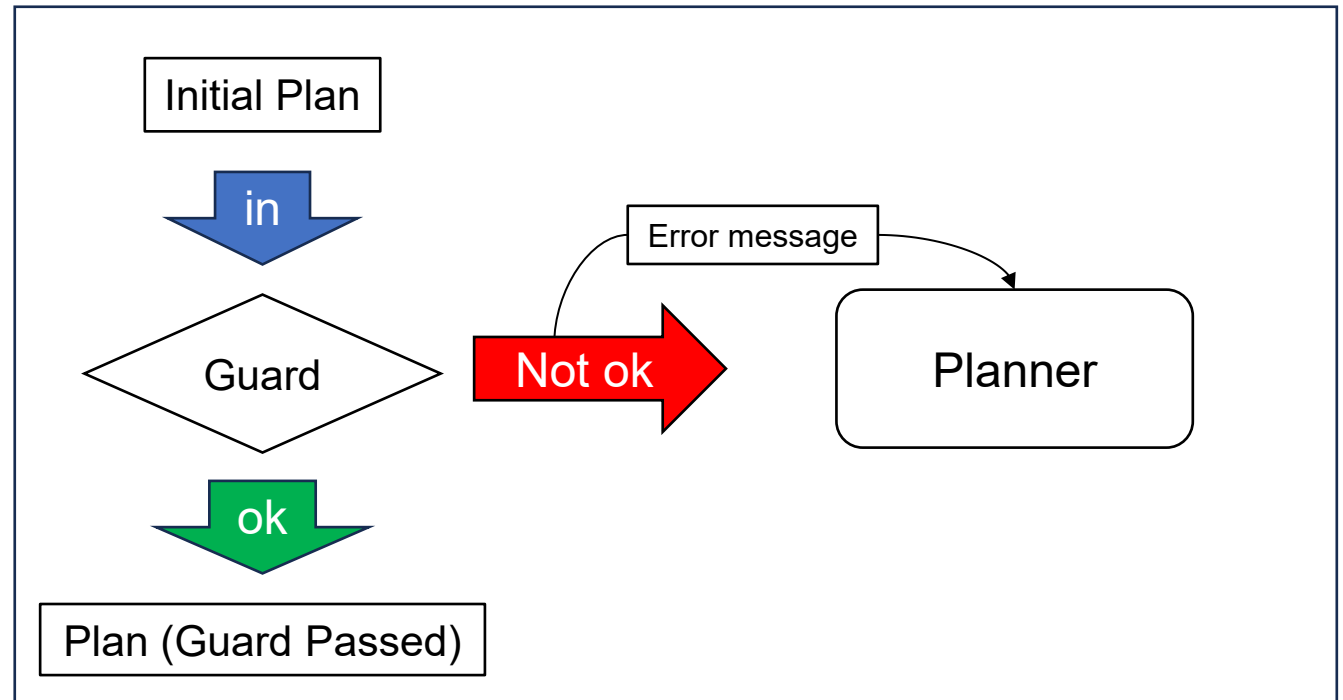 Initial Plan
in
Error message
Guard
Not ok
Planner
ok
Plan (Guard Passed)